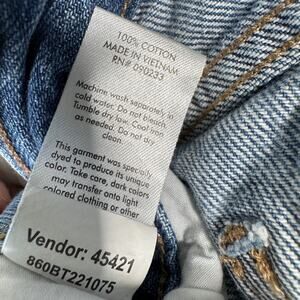 100% COTTON
MADE IN VIETNAM
RN# 090233
Machine wash separately in
cold water. Do not bleach.
Tumble dry low. Cool iron
as needed. Do not
dry
This garment was specially
dyed to produce its unique
color. Take care, dark colors
may transfer onto light
colored clothing or
Vendor: 45421
860BT221075